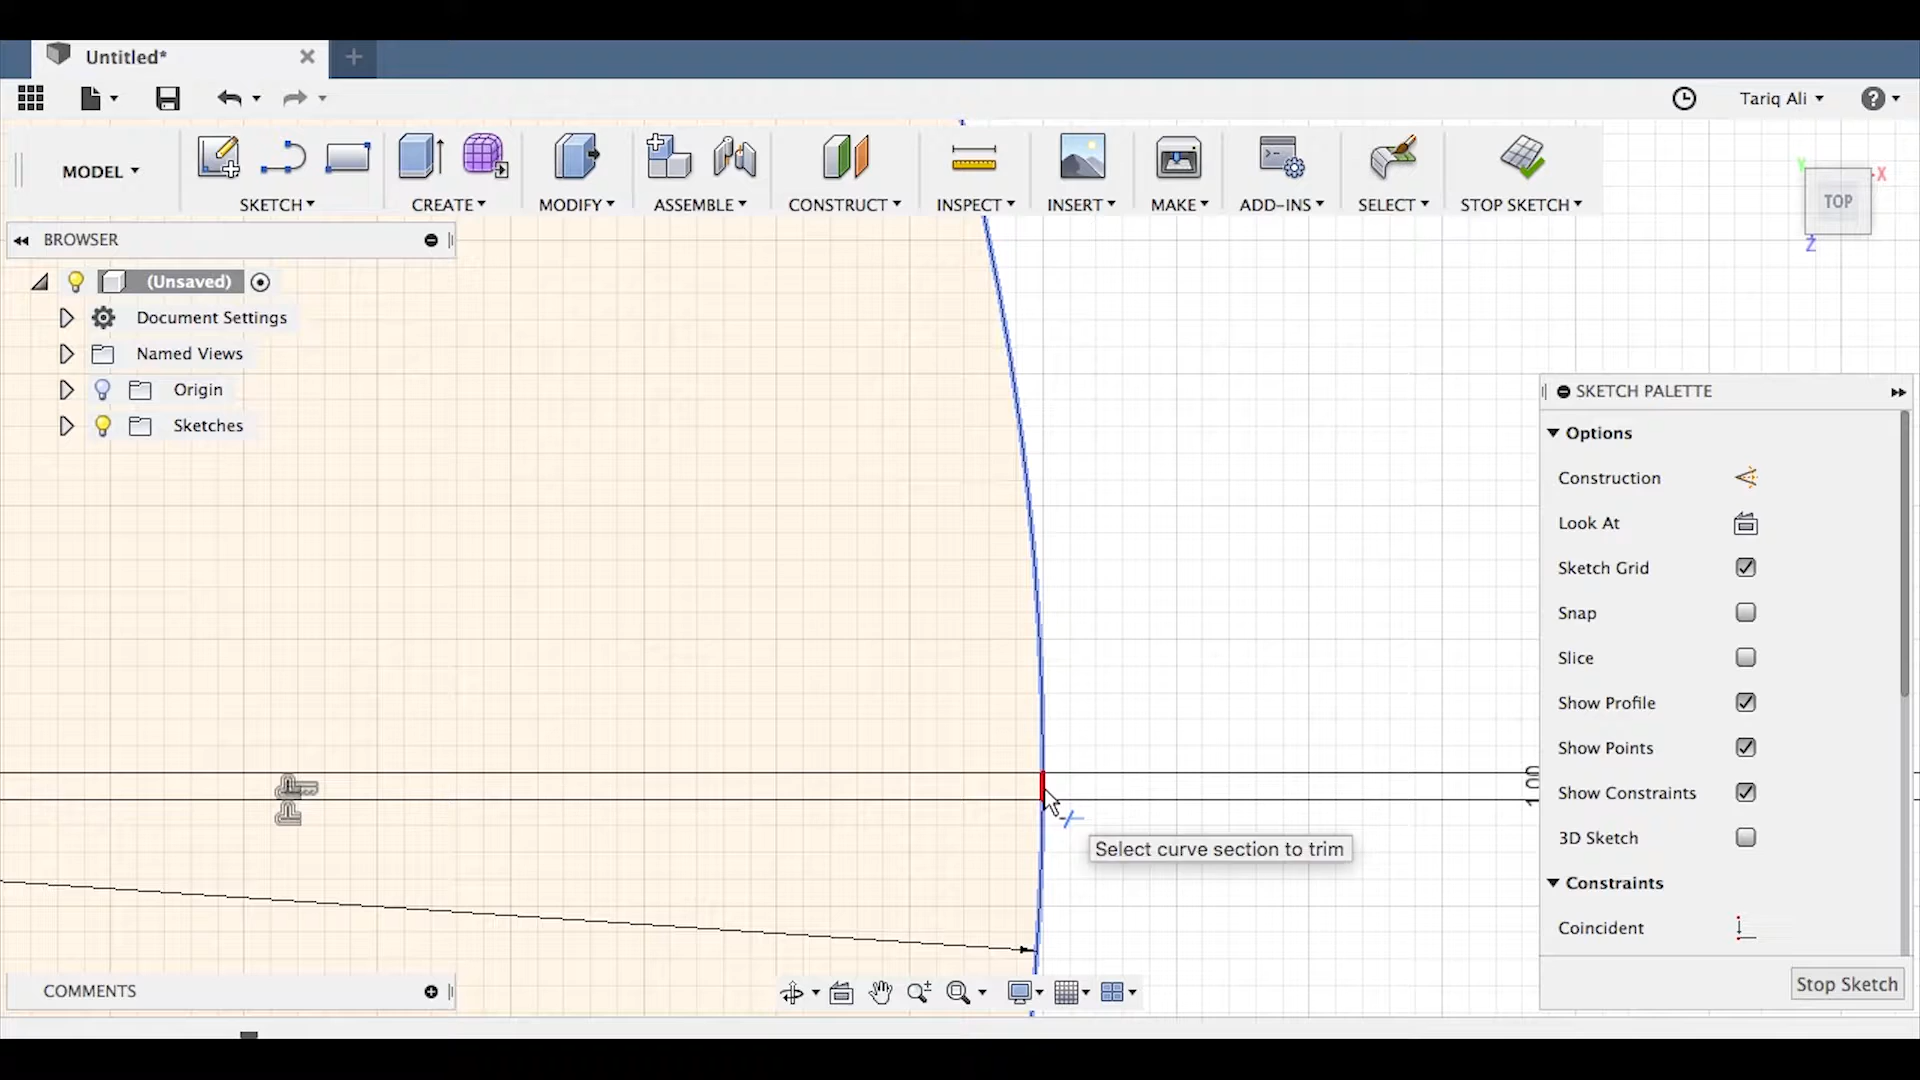 Untitled*
Tariq Ali
MODEL
SKETCH
CREATE
MODIFY
ASSEMBLE
CONSTRUCT
INSPECT
INSERT
MAKE
ADD-INS
SELECT
STOP SKETCH
Y
X
TOP
Z
BROWSER
(Unsaved)
Document Settings
Named Views
Origin
Sketches
SKETCH PALETTE
Options
Construction
Look At
Sketch Grid
Snap
Slice
Show Profile
Show Points
Show Constraints
3D Sketch
Constraints
Coincident
Stop Sketch
Select curve section to trim
COMMENTS